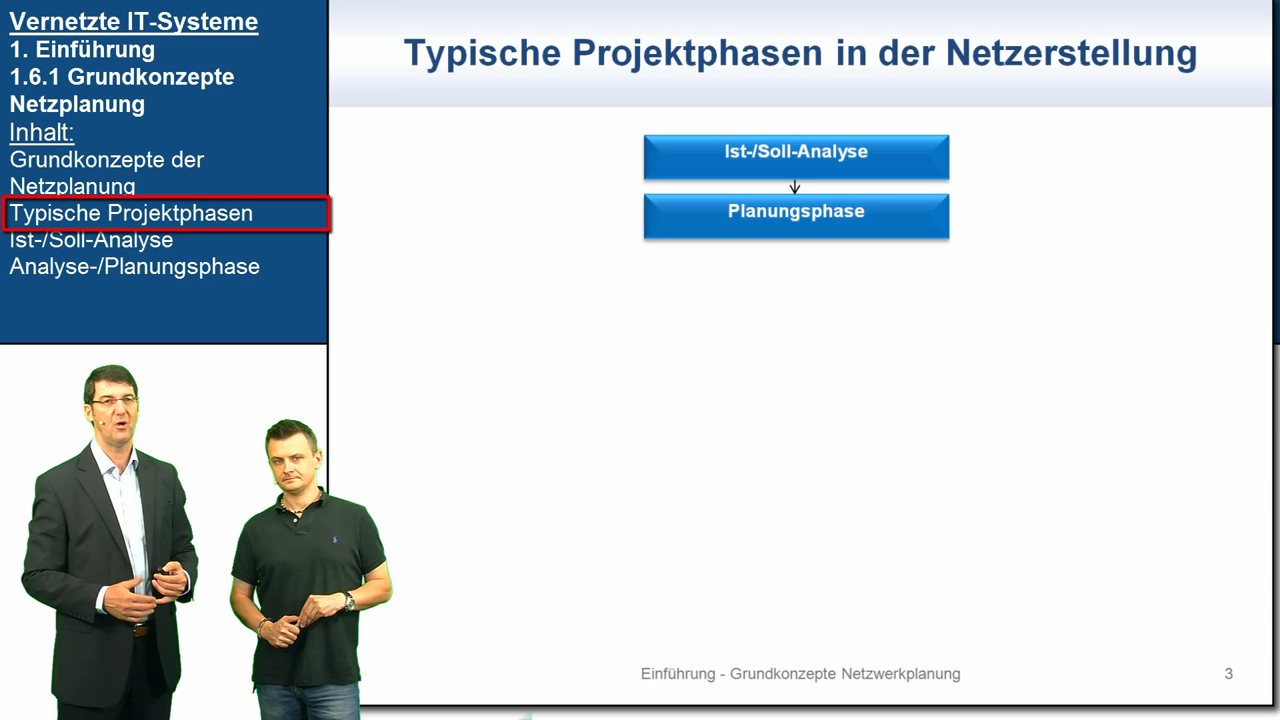 Vernetzte IT-Systeme
1. Einführung
1.6.1 Grundkonzepte
Netzplanung
Inhalt:
Grundkonzepte der
Netzplanung
Typische Projektphasen
Ist-/Soll-Analyse
Analyse-/Planungsphase
Typische Projektphasen in der Netzerstellung
Ist-/Soll-Analyse
Planungsphase
Einführung - Grundkonzepte Netzwerkplanung
3